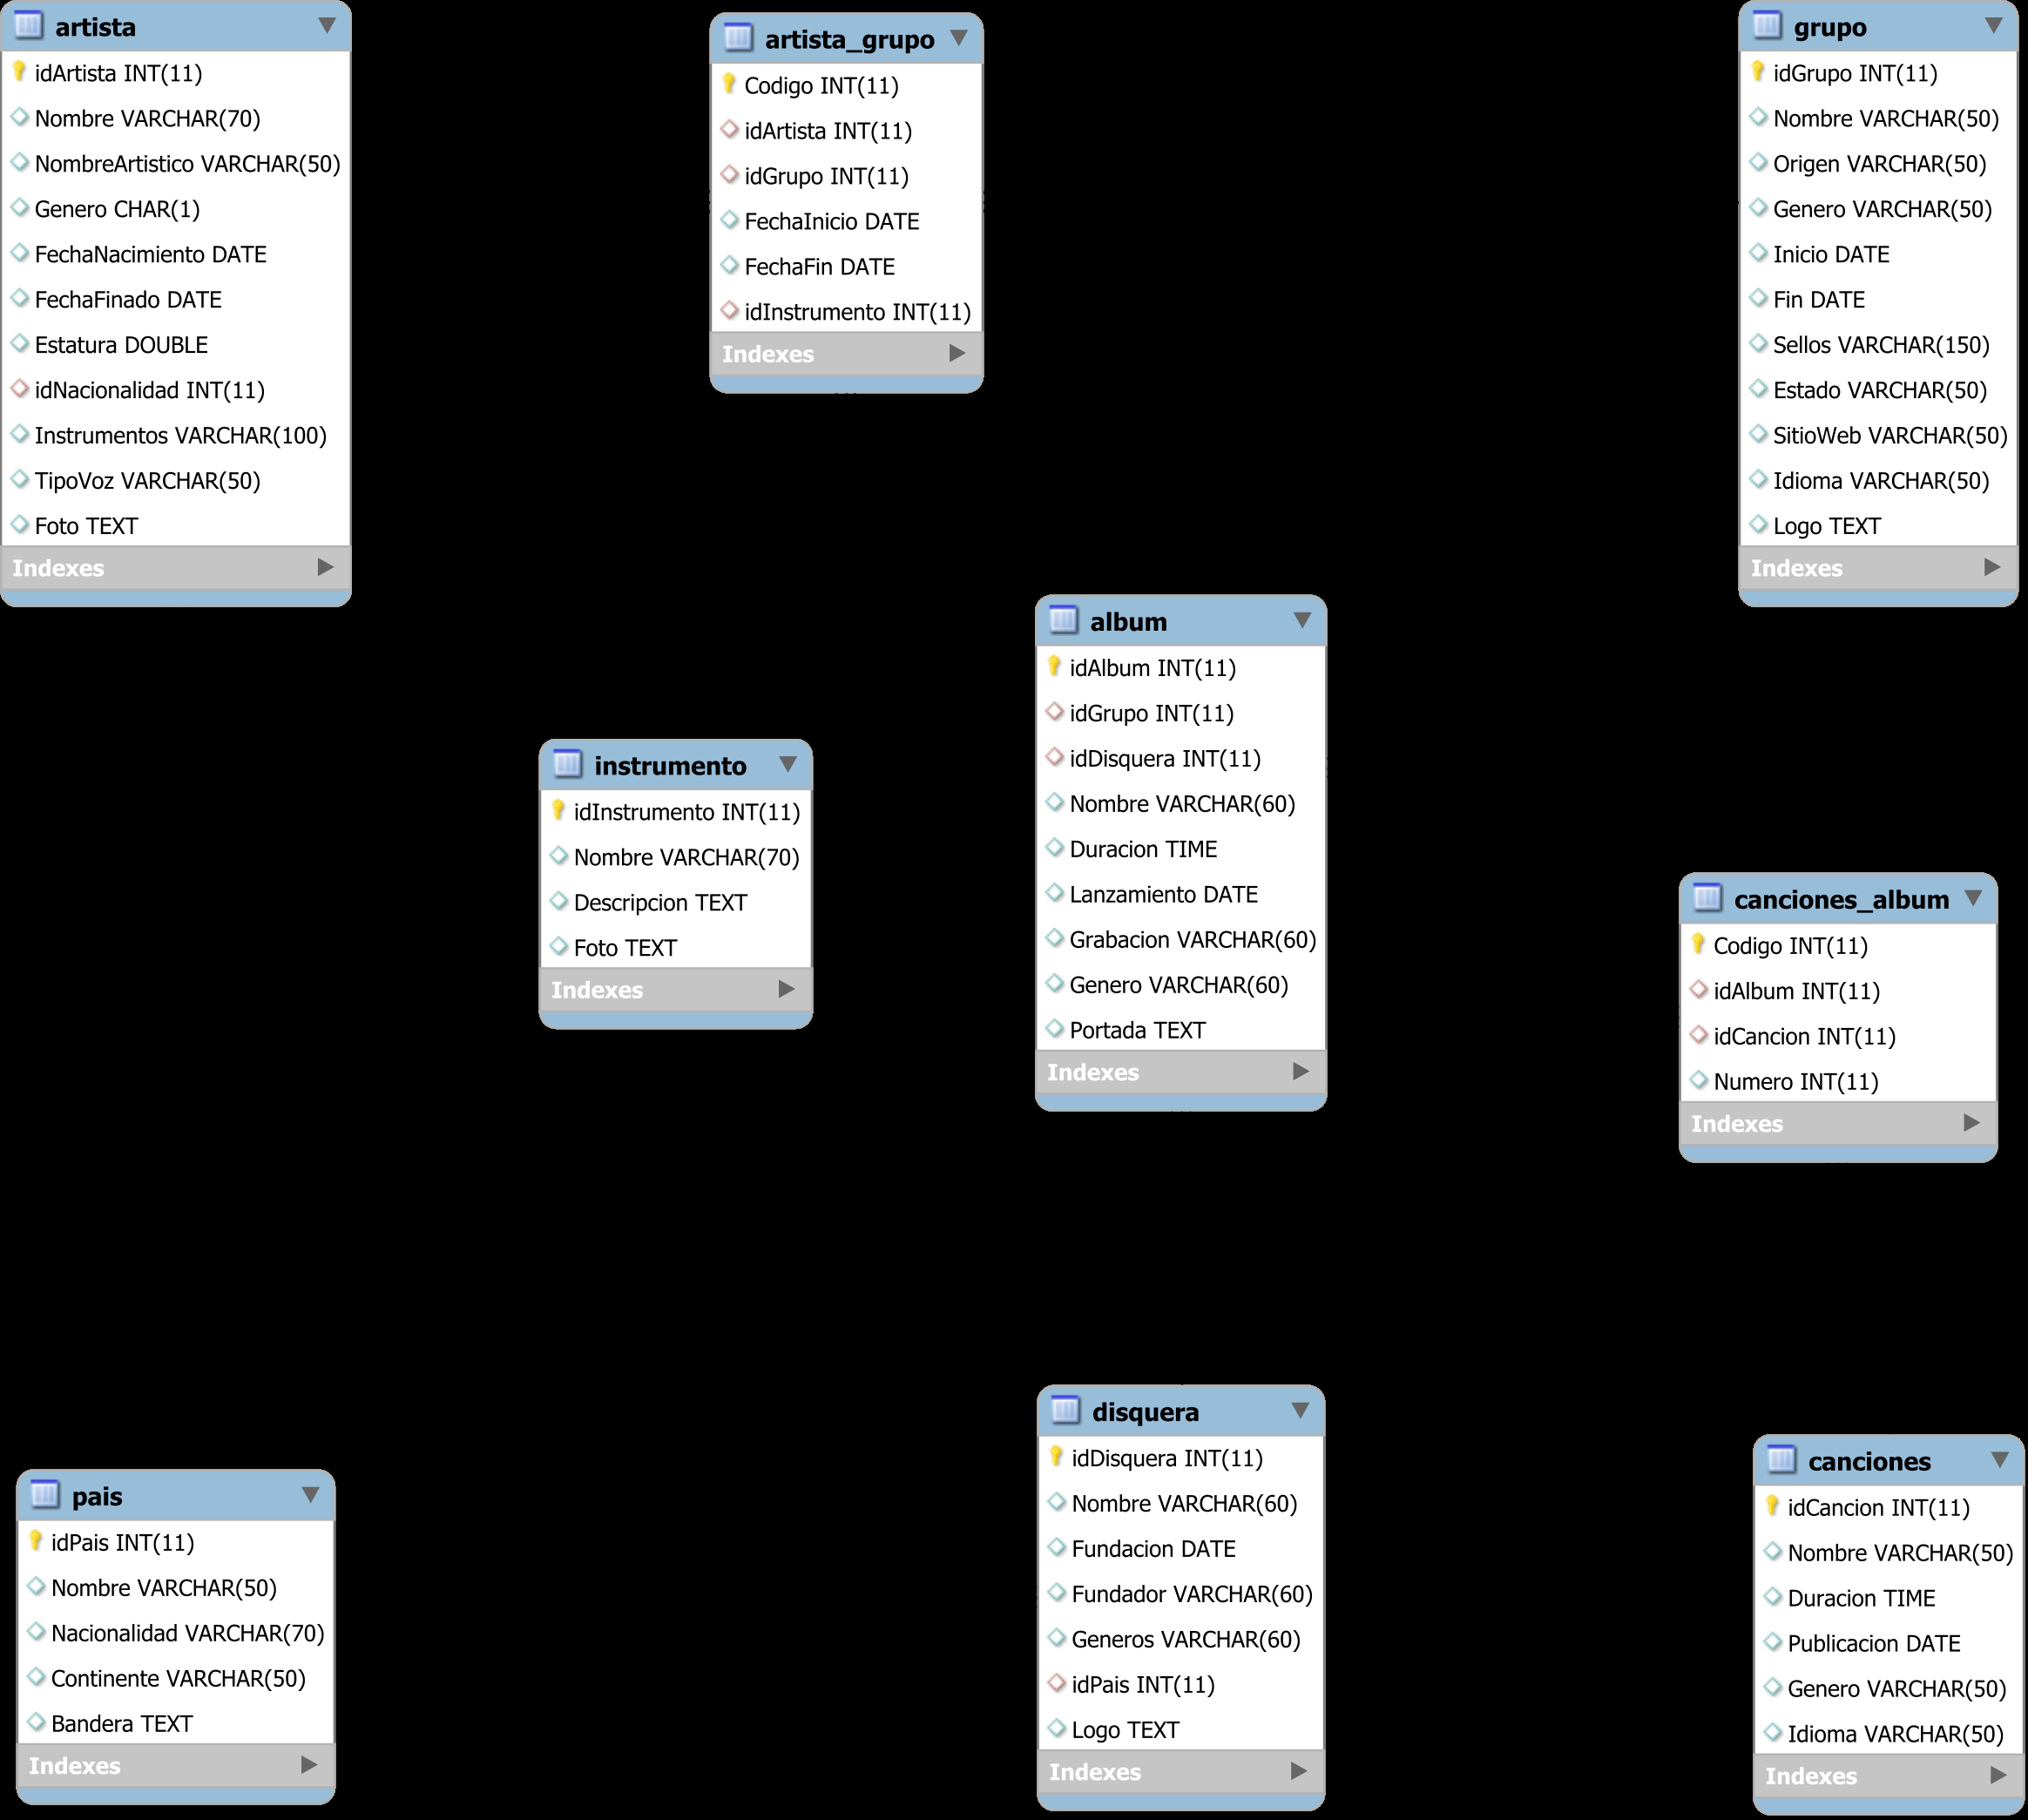 artista
idArtista INT(11)
Nombre VARCHAR(70)
NombreArtistico VARCHAR(50)
Genero CHAR(1)
FechaNacimiento DATE
FechaFinado DATE
Estatura DOUBLE
idNacionalidad INT(11)
Instrumentos VARCHAR(100)
TipoVoz VARCHAR(50)
Foto TEXT
Indexes
artista_grupo
Codigo INT(11)
idArtista INT(11)
idGrupo INT(11)
FechaInicio DATE
FechaFin DATE
idInstrumento INT(11)
Indexes
grupo
idGrupo INT(11)
Nombre VARCHAR(50)
Origen VARCHAR(50)
Genero VARCHAR(50)
Inicio DATE
Fin DATE
Sellos VARCHAR(150)
Estado VARCHAR(50)
SitioWeb VARCHAR(50)
Idioma VARCHAR(50)
Logo TEXT
Indexes
album
idAlbum INT(11)
idGrupo INT(11)
idDisquera INT(11)
Nombre VARCHAR(60)
Duracion TIME
Lanzamiento DATE
Grabacion VARCHAR(60)
Genero VARCHAR(60)
Portada TEXT
Indexes
instrumento
idInstrumento INT(11)
Nombre VARCHAR(70)
Descripcion TEXT
Foto TEXT
Indexes
canciones_album
Codigo INT(11)
idAlbum INT(11)
idCancion INT(11)
Numero INT(11)
Indexes
disquera
idDisquera INT(11)
Nombre VARCHAR(60)
Fundacion DATE
Fundador VARCHAR(60)
Generos VARCHAR(60)
idPais INT(11)
Logo TEXT
Indexes
canciones
idCancion INT(11)
Nombre VARCHAR(50)
Duracion TIME
Publicacion DATE
Genero VARCHAR(50)
Idioma VARCHAR(50)
Indexes
pais
idPais INT(11)
Nombre VARCHAR(50)
Nacionalidad VARCHAR(70)
Continente VARCHAR(50)
Bandera TEXT
Indexes